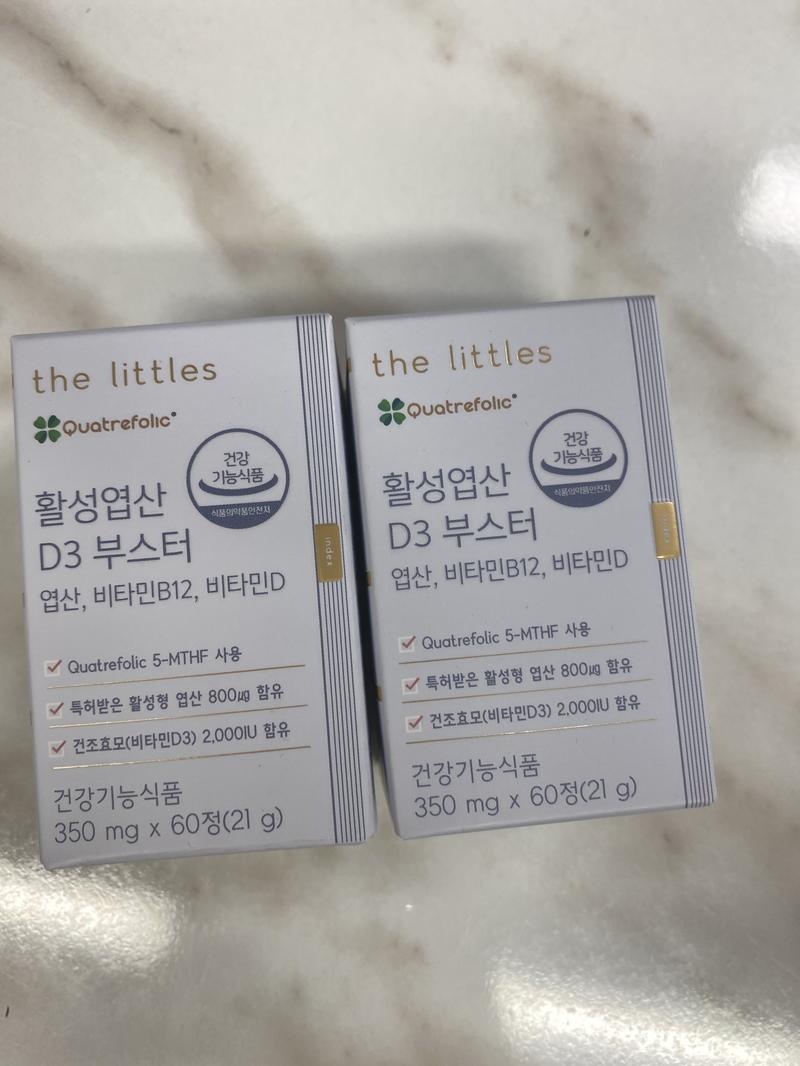 the littles
Quatrefolic®
건강
기능식품
식품의약품안전처
활성엽산
D3 부스터
엽산, 비타민B12, 비타민D
index
Quatrefolic 5-MTHF 사용
특허받은 활성형 엽산 800㎍ 함유
건조효모(비타민D3) 2,000IU 함유
건강기능식품
350 mg x 60정(21 g)
the littles
Quatrefolic®
건강
기능식품
식품의약품안전처
활성엽산
D3 부스터
엽산, 비타민B12, 비타민D
index
Quatrefolic 5-MTHF 사용
특허받은 활성형 엽산 800㎍ 함유
건조효모(비타민D3) 2,000IU 함유
건강기능식품
350 mg x 60정(21 g)